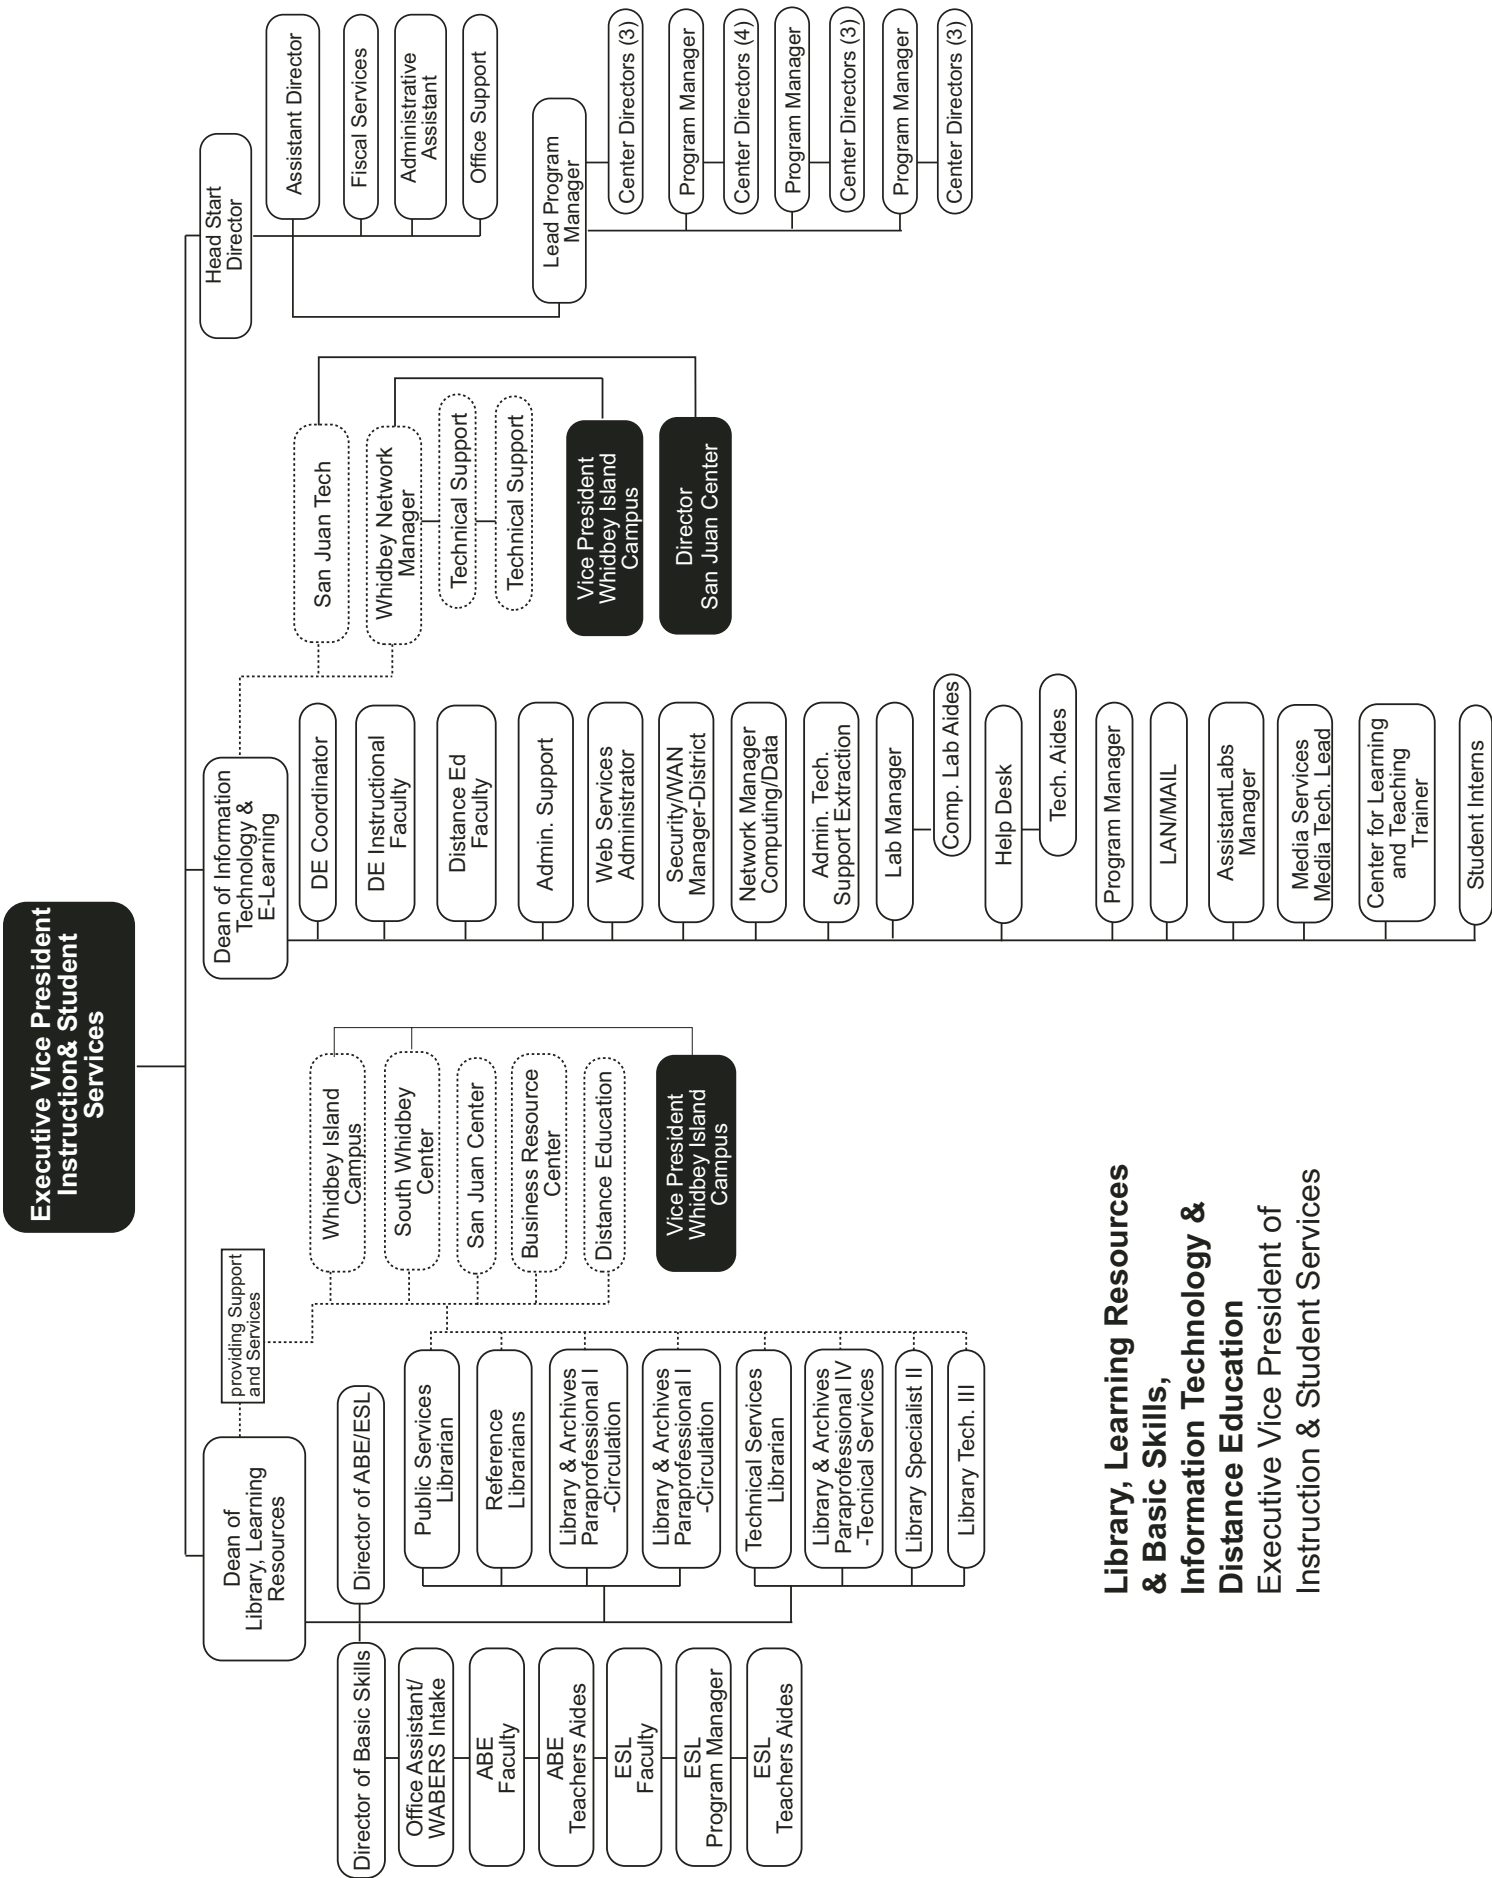 Executive Vice President
Instruction& Student
Services
Dean of
Library, Learning
Resources
providing Support
and Services
Director of Basic Skills
Director of ABE/ESL
Office Assistant/
WABERS Intake
ABE
Faculty
ABE
Teachers Aides
ESL
Faculty
ESL
Program Manager
ESL
Teachers Aides
Public Services
Librarian
Reference
Librarians
Library & Archives
Paraprofessional I
-Circulation
Library & Archives
Paraprofessional I
-Circulation
Technical Services
Librarian
Library & Archives
Paraprofessional IV
-Tecnical Services
Library Specialist II
Library Tech. III
Whidbey Island
Campus
South Whidbey
Center
San Juan Center
Business Resource
Center
Distance Education
Vice President
Whidbey Island
Campus
Dean of Information
Technology &
E-Learning
DE Coordinator
DE Instructional
Faculty
Distance Ed
Faculty
Admin. Support
Web Services
Administrator
Security/WAN
Manager-District
Network Manager
Computing/Data
Admin. Tech.
Support Extraction
Lab Manager
Comp. Lab Aides
Help Desk
Tech. Aides
Program Manager
LAN/MAIL
AssistantLabs
Manager
Media Services
Media Tech. Lead
Center for Learning
and Teaching
Trainer
Student Interns
San Juan Tech
Whidbey Network
Manager
Technical Support
Technical Support
Vice President
Whidbey Island
Campus
Director
San Juan Center
Head Start
Director
Assistant Director
Fiscal Services
Administrative
Assistant
Office Support
Lead Program
Manager
Center Directors (3)
Program Manager
Center Directors (4)
Program Manager
Center Directors (3)
Program Manager
Center Directors (3)
Library, Learning Resources
& Basic Skills,
Information Technology &
Distance Education
Executive Vice President of
Instruction & Student Services